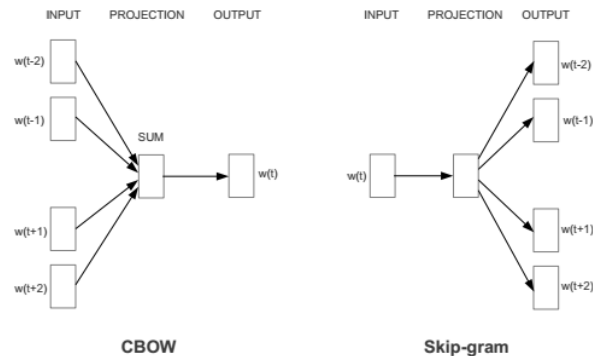 INPUT PROJECTION OUTPUT
w(t-2)
w(t-1)
SUM
w(t)
w(t+1)
w(t+2)
CBOW
INPUT PROJECTION OUTPUT
w(t-2)
w(t-1)
w(t)
w(t+1)
w(t+2)
Skip-gram